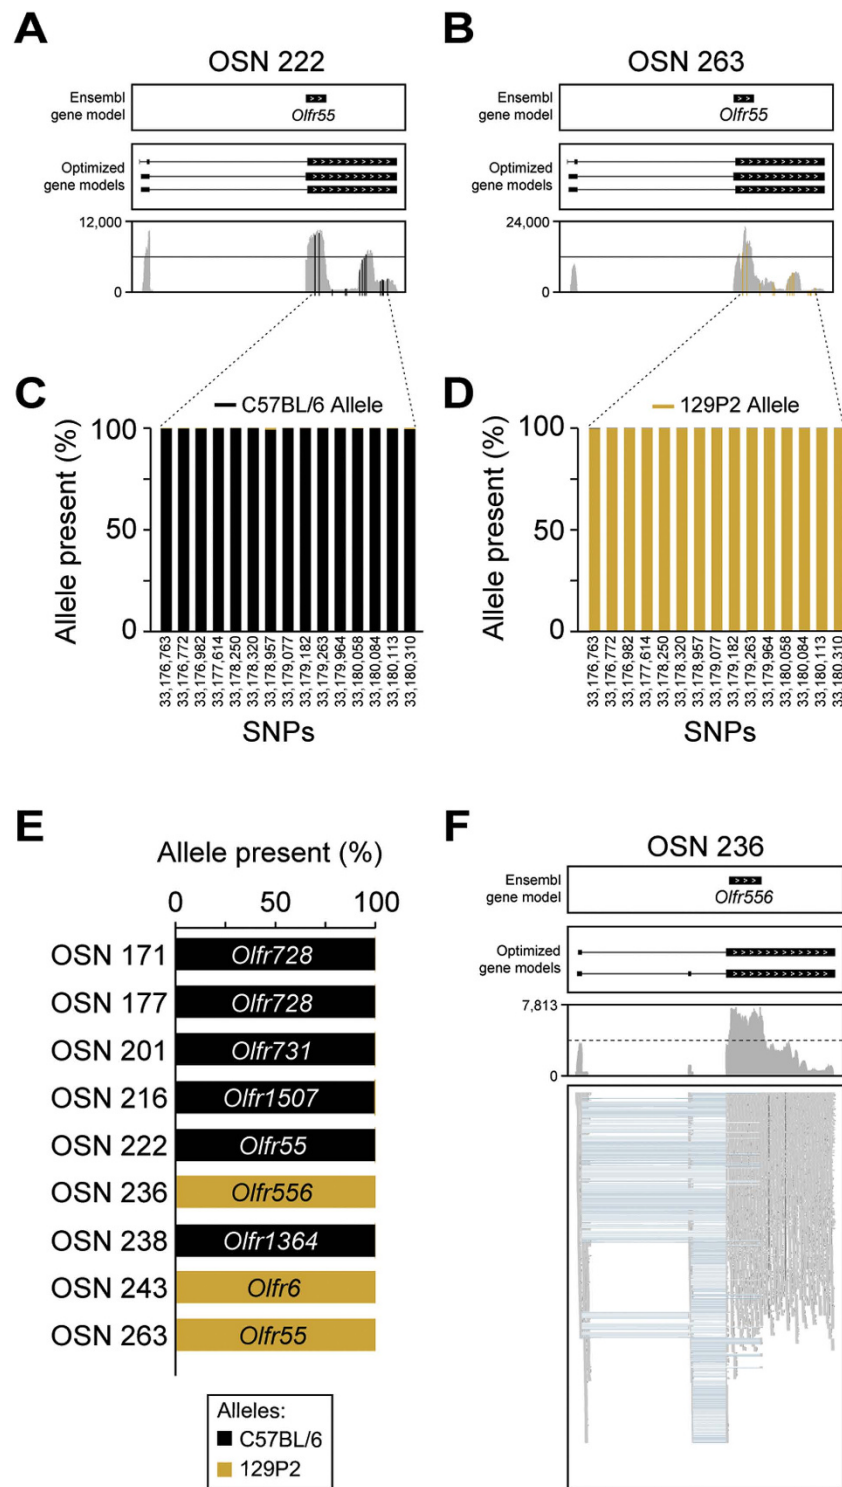 A
OSN 222
Ensembl
gene model
Olfr55
Optimized
gene models
12,000
0
B
OSN 263
Ensembl
gene model
Olfr55
Optimized
gene models
24,000
0
C
C57BL/6 Allele
Allele present (%)
100
50
0
33,176,763
33,176,772
33,176,982
33,177,614
33,178,250
33,178,320
33,178,957
33,179,077
33,179,182
33,179,263
33,179,964
33,180,058
33,180,084
33,180,113
33,180,310
SNPs
D
129P2 Allele
Allele present (%)
100
50
0
33,176,763
33,176,772
33,176,982
33,177,614
33,178,250
33,178,320
33,178,957
33,179,077
33,179,182
33,179,263
33,179,964
33,180,058
33,180,084
33,180,113
33,180,310
SNPs
E
Allele present (%)
0 50 100
OSN 171 Olfr728
OSN 177 Olfr728
OSN 201 Olfr731
OSN 216 Olfr1507
OSN 222 Olfr55
OSN 236 Olfr556
OSN 238 Olfr1364
OSN 243 Olfr6
OSN 263 Olfr55
Alleles:
C57BL/6
129P2
F
OSN 236
Ensembl
gene model
Olfr556
Optimized
gene models
7,813
0